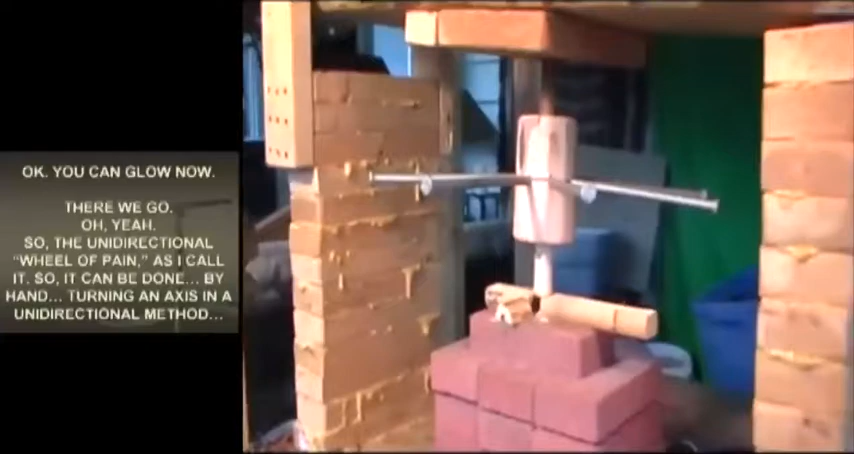 OK. YOU CAN GLOW NOW.
THERE WE GO.
OH, YEAH.
SO, THE UNIDIRECTIONAL
“WHEEL OF PAIN,” AS I CALL
IT. SO, IT CAN BE DONE... BY
HAND... TURNING AN AXIS IN A
UNIDIRECTIONAL METHOD...